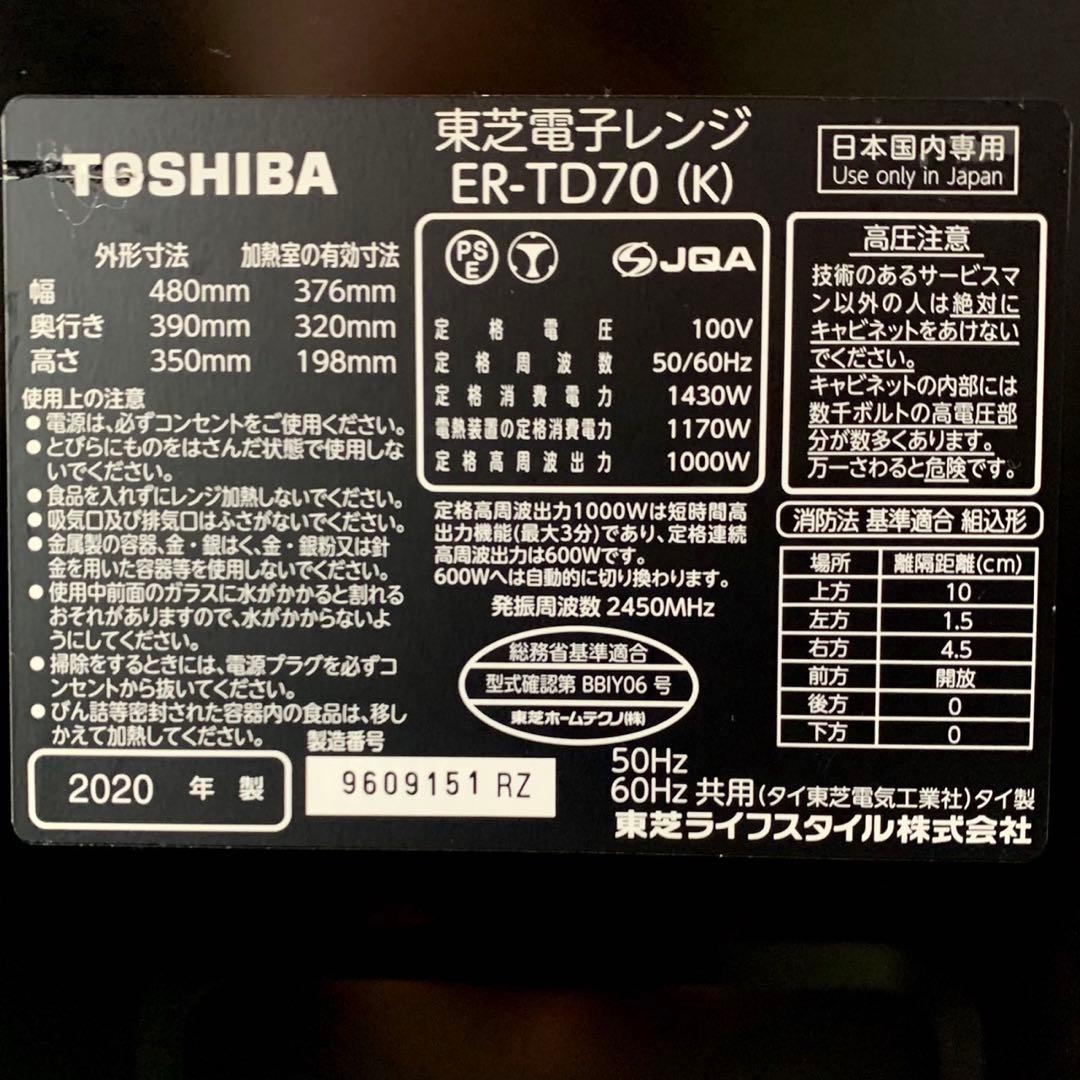 TOSHIBA
東芝電子レンジ
ER-TD70 (K)
日本国内専用
Use only in Japan
外形寸法 加熱室の有効寸法
幅 480mm 376mm
奥行き 390mm 320mm
高さ 350mm 198mm
使用上の注意
●電源は、必ずコンセントをご使用ください。
●とびらにものをはさんだ状態で使用しな
いでください。
●食品を入れずにレンジ加熱しないでください。
●吸気口及び排気口はふさがないでください。
●金属製の容器、金・銀はく、金・銀粉又は針
金を用いた容器等を使用しないでください。
●使用中前面のガラスに水がかかると割れる
おそれがありますので、水がかからないよ
うにしてください。
●掃除をするときには、電源プラグを必ずコ
ンセントから抜いてください。
●びん詰等密封された容器内の食品は、移し
かえて加熱してください。
2020 年 製
製造番号
9609151 RZ
PS
E
JQA
定格電圧 100V
定格周波数 50/60Hz
定格消費電力 1430W
電熱装置の定格消費電力 1170W
定格高周波出力 1000W
定格高周波出力1000Wは短時間高
出力機能(最大3分)であり、定格連続
高周波出力は600Wです。
600Wへは自動的に切り換わります。
発振周波数 2450MHz
総務省基準適合
型式確認第 BBIY06 号
東芝ホームテクノ(株)
高圧注意
技術のあるサービスマ
ン以外の人は絶対に
キャビネットをあけない
でください。
キャビネットの内部には
数千ボルトの高電圧部
分が数多くあります。
万一さわると危険です。
消防法 基準適合 組込形
場所 離隔距離(cm)
上方 10
左方 1.5
右方 4.5
前方 開放
後方 0
下方 0
50Hz
60Hz 共用(タイ東芝電気工業社)タイ製
東芝ライフスタイル株式会社